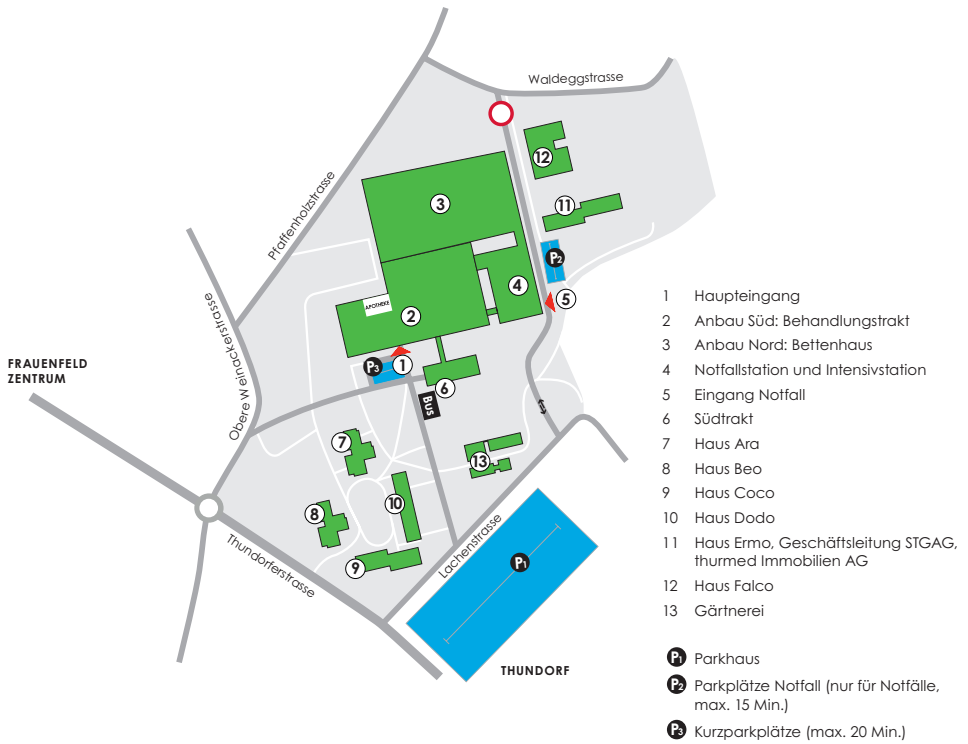 Waldeggstrasse
Pfaffenholzstrasse
Obere Weinackerstrasse
FRAUENFELD
ZENTRUM
Thundorferstrasse
Lachenstrasse
THUNDORF
APOTHEKE
Bus
12
11
3
P2
4
5
2
P3
1
6
7
13
10
8
9
P1
1 Haupteingang
2 Anbau Süd: Behandlungstrakt
3 Anbau Nord: Bettenhaus
4 Notfallstation und Intensivstation
5 Eingang Notfall
6 Südtrakt
7 Haus Ara
8 Haus Beo
9 Haus Coco
10 Haus Dodo
11 Haus Ermo, Geschäftsleitung STGAG,
thurmed Immobilien AG
12 Haus Falco
13 Gärtnerei
P1 Parkhaus
P2 Parkplätze Notfall (nur für Notfälle,
max. 15 Min.)
P3 Kurzparkplätze (max. 20 Min.)